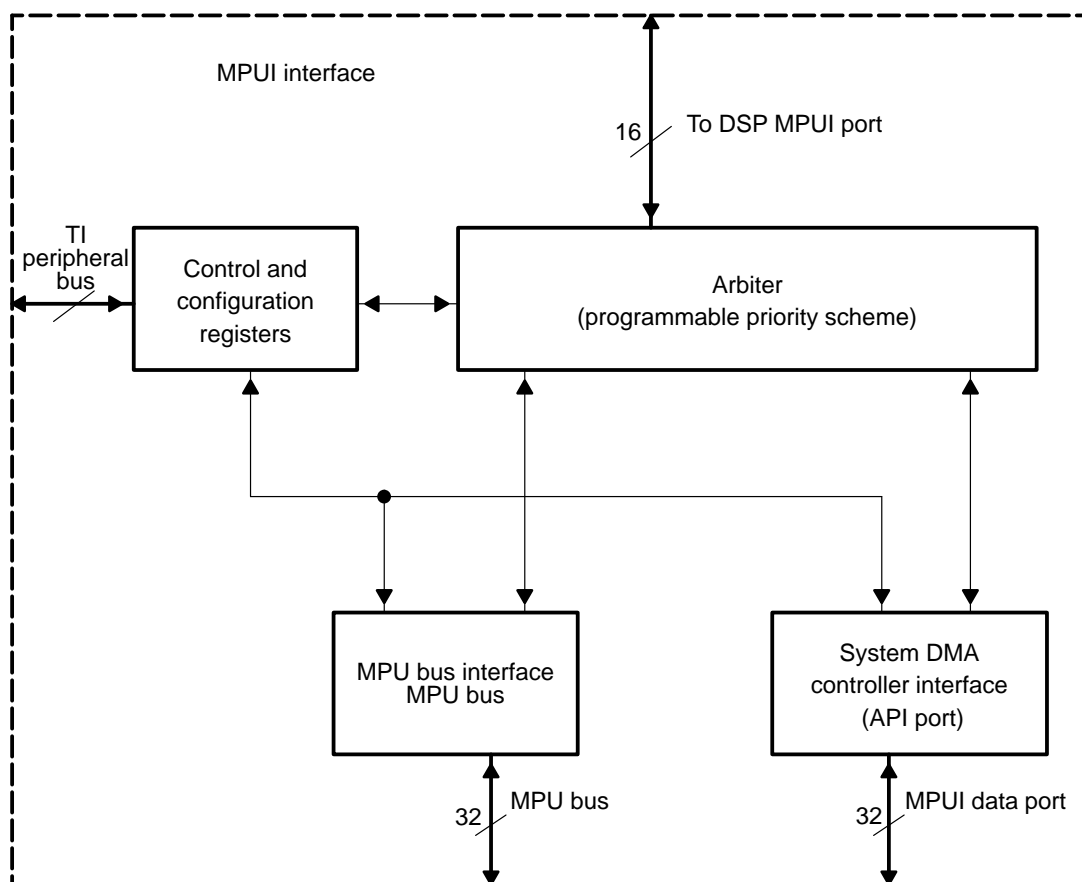 MPUI interface
16
To DSP MPUI port
TI
peripheral
bus
Control and
configuration
registers
Arbiter
(programmable priority scheme)
MPU bus interface
MPU bus
System DMA
controller interface
(API port)
32
MPU bus
32
MPUI data port